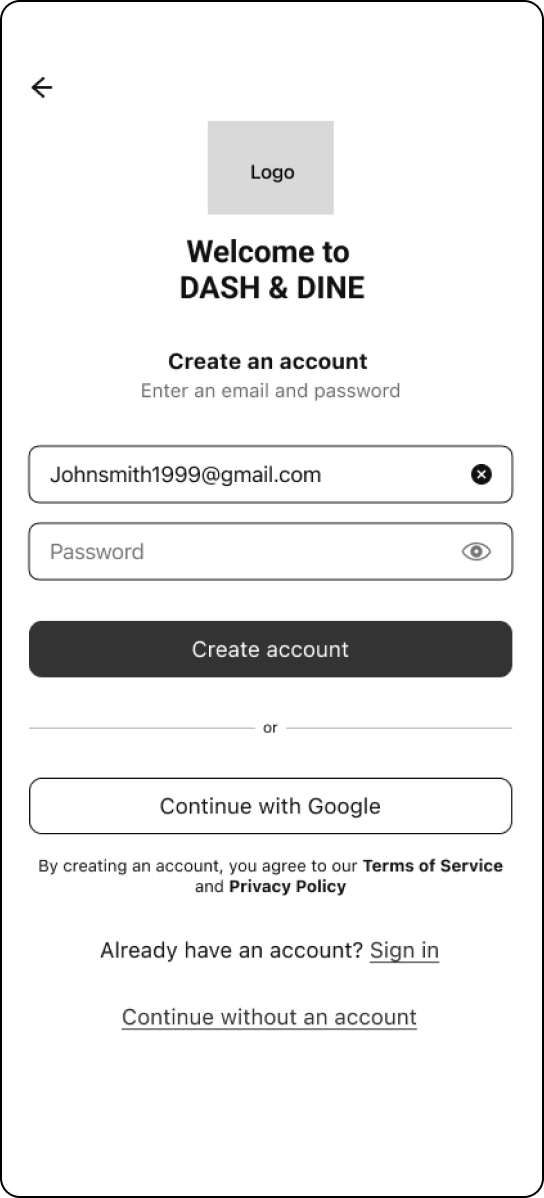 Logo
Welcome to
DASH & DINE
Create an account
Enter an email and password
Johnsmith1999@gmail.com
Password
Create account
or
Continue with Google
By creating an account, you agree to our Terms of Service
and Privacy Policy
Already have an account? Sign in
Continue without an account